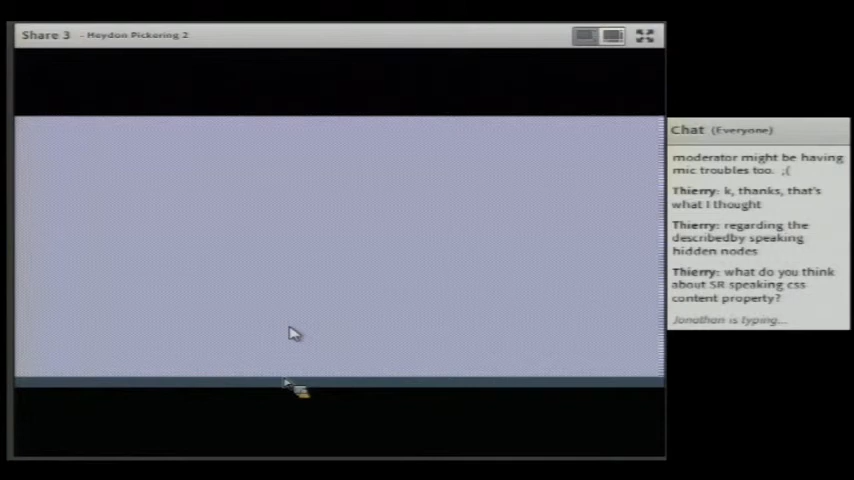 Share 3 - Heydon Pickering 2
Chat (Everyone)
moderator might be having
mic troubles too. ;(
Thierry: k, thanks, that's
what I thought
Thierry: regarding the
describedby speaking
hidden nodes
Thierry: what do you think
about SR speaking css
content property?
Jonathan is typing...